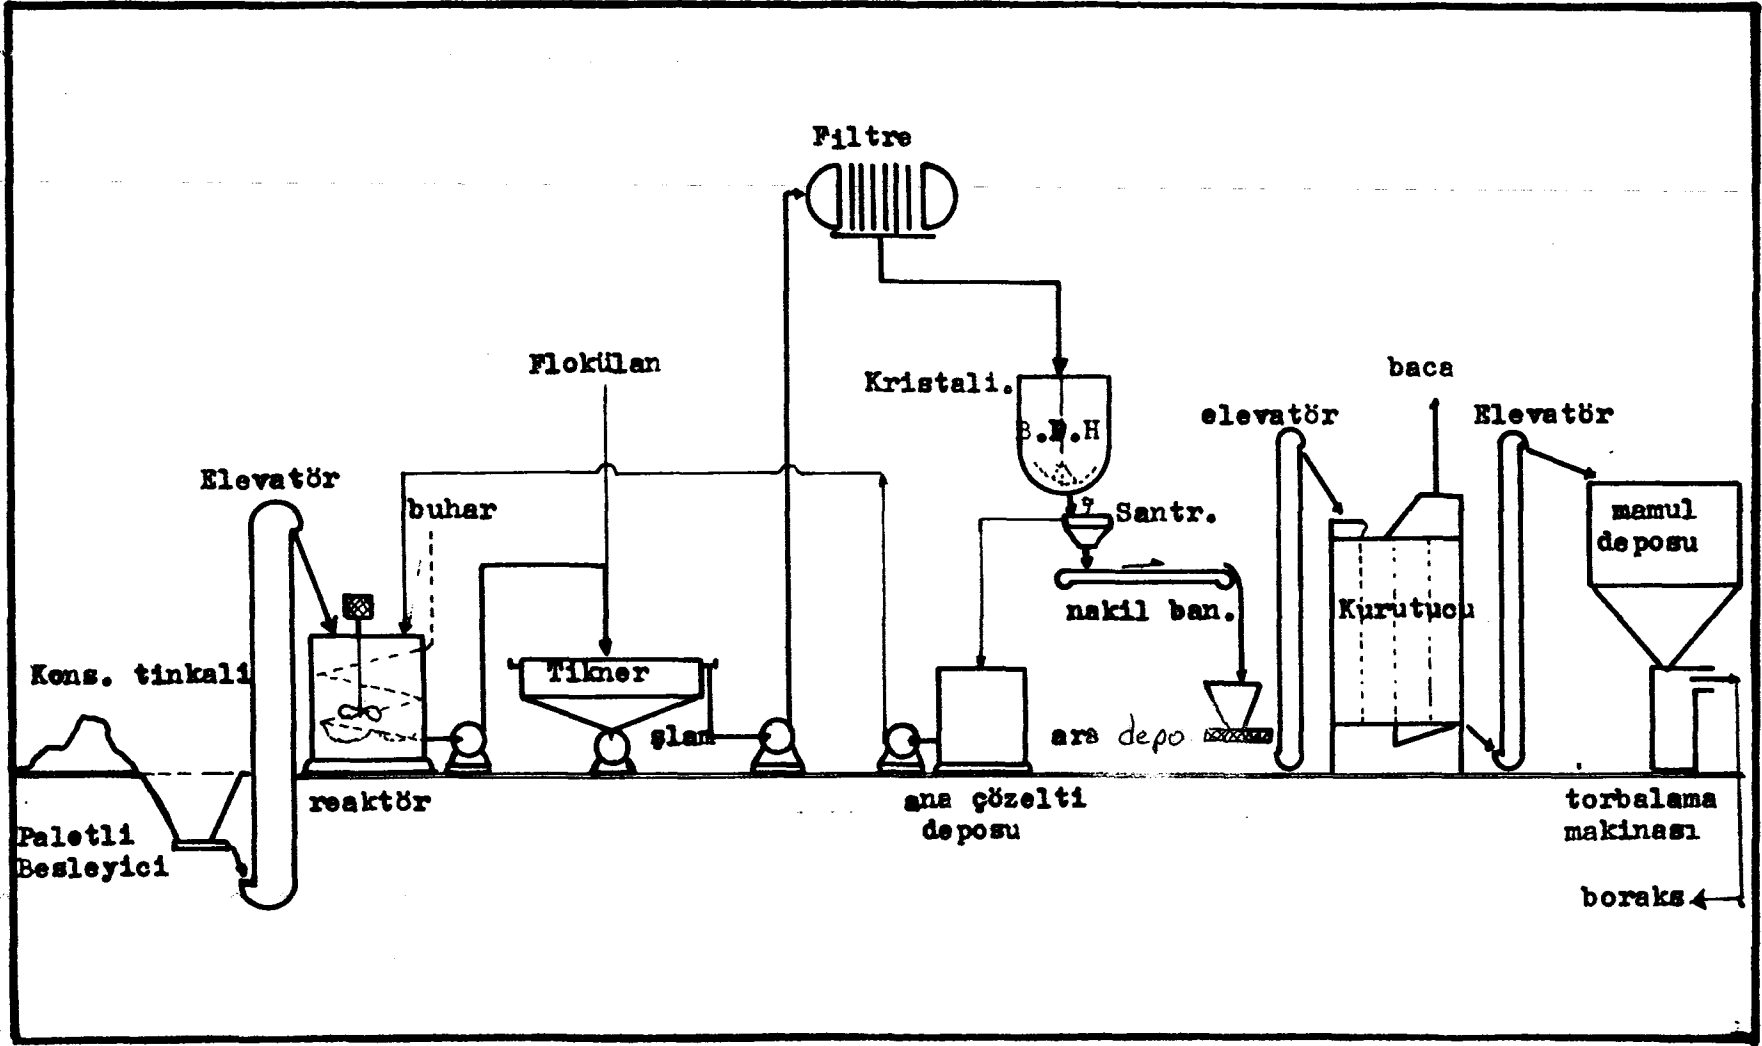 Filtre
Flokülan
Kristali.
baca
elevatör
Elevatör
Elevatör
buhar
Santr.
mamul
deposu
nakil ban.
Kurutucu
Kons. tinkali
Tikner
şlam
ara depo
reaktör
ana çözelti
deposu
torbalama
makinası
Paletli
Besleyici
boraks